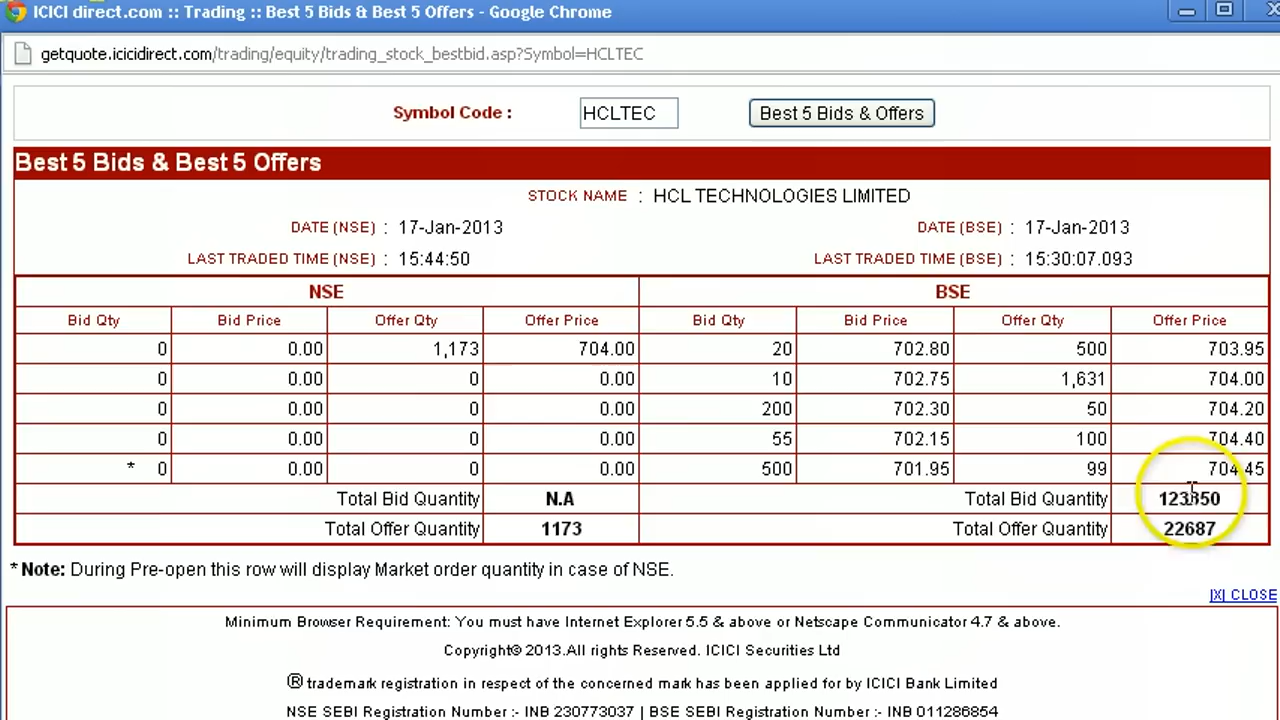 ICICI direct.com :: Trading :: Best 5 Bids & Best 5 Offers - Google Chrome
getquote.icicidirect.com/trading/equity/trading_stock_bestbid.asp?Symbol=HCLTEC
Symbol Code : HCLTEC Best 5 Bids & Offers
Best 5 Bids & Best 5 Offers
STOCK NAME : HCL TECHNOLOGIES LIMITED
DATE (NSE) : 17-Jan-2013 DATE (BSE) : 17-Jan-2013
LAST TRADED TIME (NSE) : 15:44:50 LAST TRADED TIME (BSE) : 15:30:07.093
NSE BSE
Bid Qty Bid Price Offer Qty Offer Price Bid Qty Bid Price Offer Qty Offer Price
0 0.00 1,173 704.00 20 702.80 500 703.95
0 0.00 0 0.00 10 702.75 1,631 704.00
0 0.00 0 0.00 200 702.30 50 704.20
0 0.00 0 0.00 55 702.15 100 704.40
* 0 0.00 0 0.00 500 701.95 99 704.45
Total Bid Quantity N.A Total Bid Quantity
Total Offer Quantity 1173 Total Offer Quantity 22687
* Note: During Pre-open this row will display Market order quantity in case of NSE.
|X| CLOSE
Minimum Browser Requirement: You must have Internet Explorer 5.5 & above or Netscape Communicator 4.7 & above.
Copyright© 2013.All rights Reserved. ICICI Securities Ltd
® trademark registration in respect of the concerned mark has been applied for by ICICI Bank Limited
NSE SEBI Registration Number :- INB 230773037 | BSE SEBI Registration Number :- INB 011286854